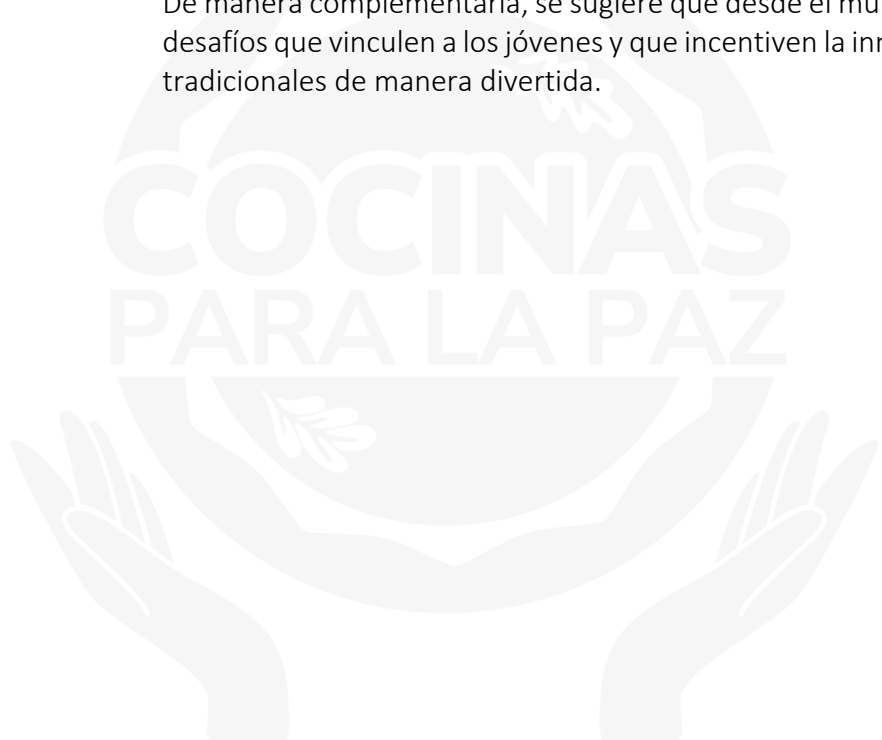 De manera complementaria, se sugiere que desde el
desafíos que vinculen a los jóvenes y que incentiven la
tradicionales de manera divertida.
COCINAS
PARA LA PAZ